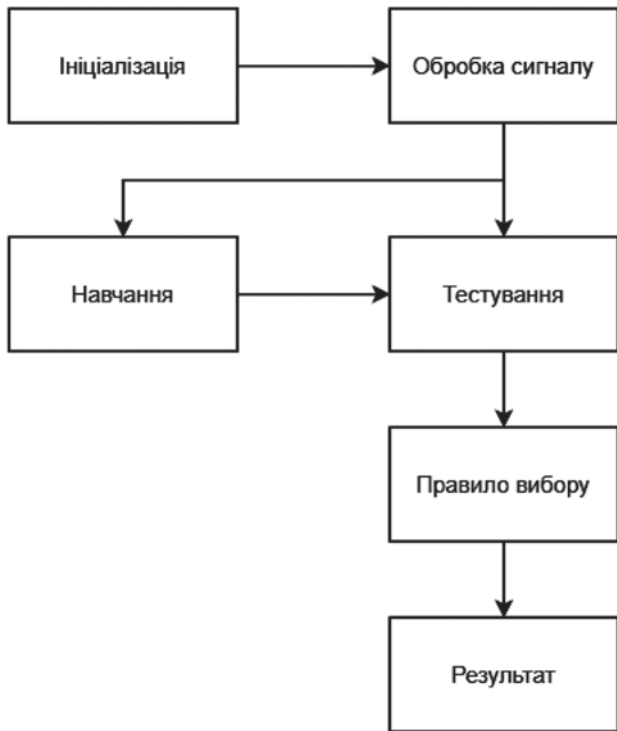 Ініціалізація
Обробка сигналу
Навчання
Тестування
Правило вибору
Результат